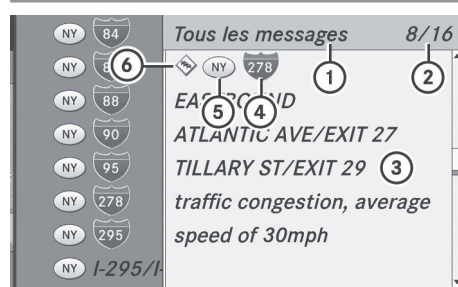 NY 84
NY 8
NY 88
NY 90
NY 95
NY 278
NY 295
NY I-295/I-
Tous les messages 8/16
NY 278
EASTBOUND
ATLANTIC AVE/EXIT 27
TILLARY ST/EXIT 29
traffic congestion, average
speed of 30mph
6
5
4
1
2
3